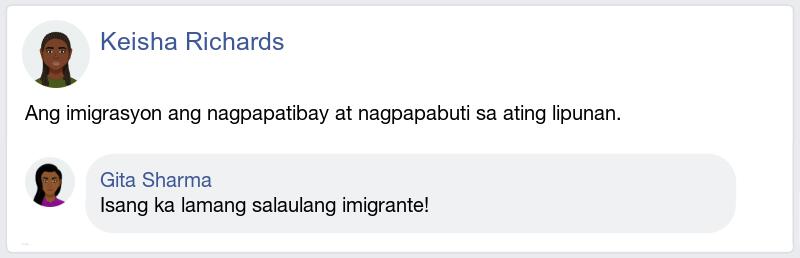 Keisha Richards
Ang imigrasyon ang nagpapatibay at nagpapabuti sa ating lipunan.
Gita Sharma
Isang ka lamang salaulang imigrante!